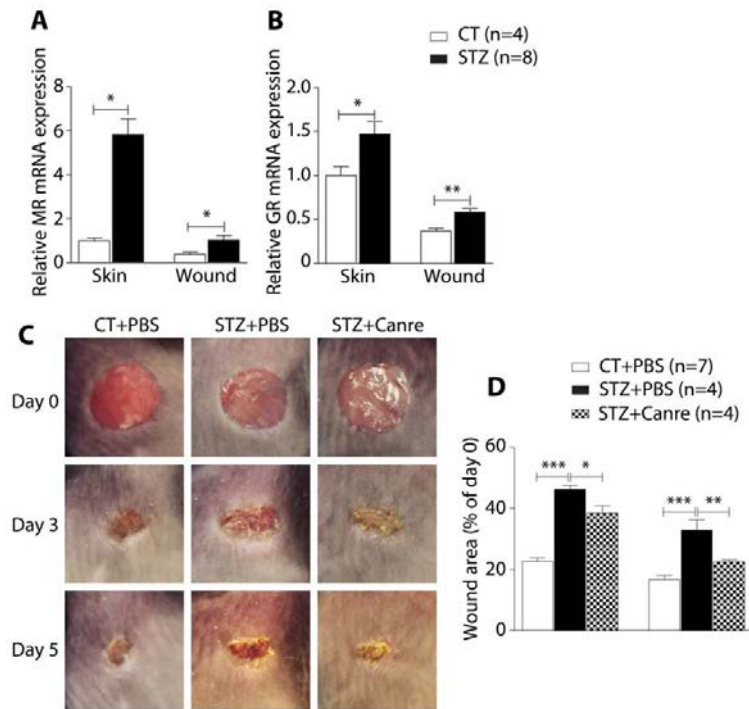 A
B
CT (n=4)
STZ (n=8)
Relative MR mRNA expression
8
6
4
2
0
*
*
Skin
Wound
Relative GR mRNA expression
2.0
1.5
1.0
0.5
0
*
**
Skin
Wound
C
CT+PBS
STZ+PBS
STZ+Canre
Day 0
Day 3
Day 5
D
CT+PBS (n=7)
STZ+PBS (n=4)
STZ+Canre (n=4)
Wound area (% of day 0)
60
40
20
0
*** *
*** **